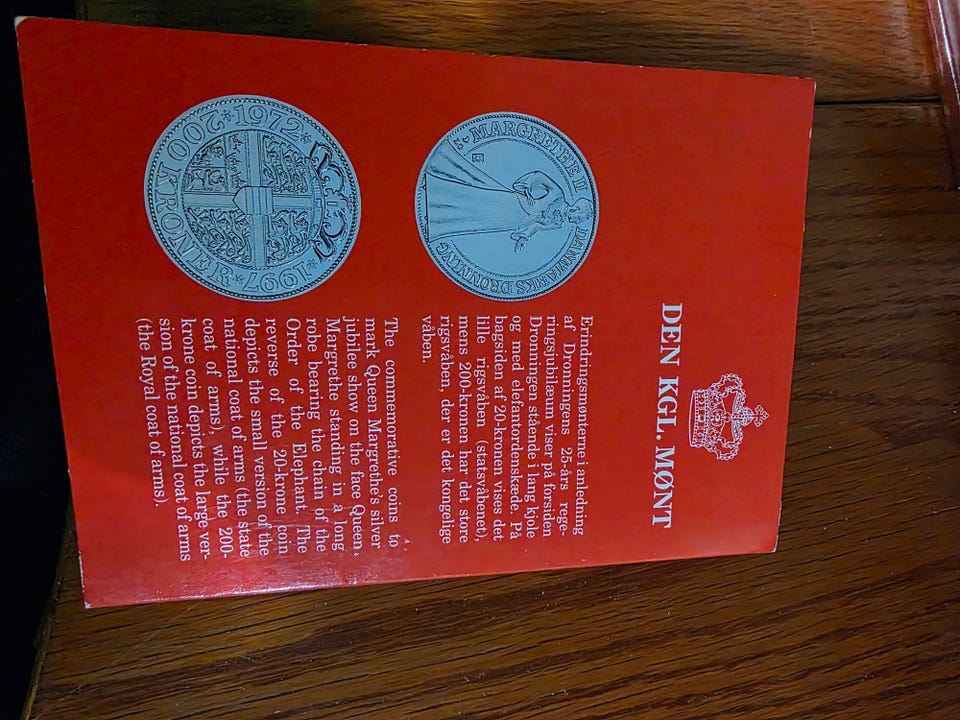 DEN KGL. MØNT
MARGRETHE II
DANMARKS DRONNING
Erindringsmønterne i anledning
af Dronningens 25-års rege-
ringsjubilæum viser på forsiden
Dronningen stående i lang kjole
og med elefantordenskæde. På
bagsiden af 20-kronen vises det
lille rigsvåben (statsvåbenet),
mens 200-kronen har det store
rigsvåben, der er det kongelige
våben.
1972
200 KRONER
1997
The commemorative coins to
mark Queen Margrethe's silver
jubilee show on the face Queen
Margrethe standing in a long
robe bearing the chain of the
Order of the Elephant. The
reverse of the 20-krone coin
depicts the small version of the
national coat of arms (the state
coat of arms), while the 200-
krone coin depicts the large ver-
sion of the national coat of arms
(the Royal coat of arms).